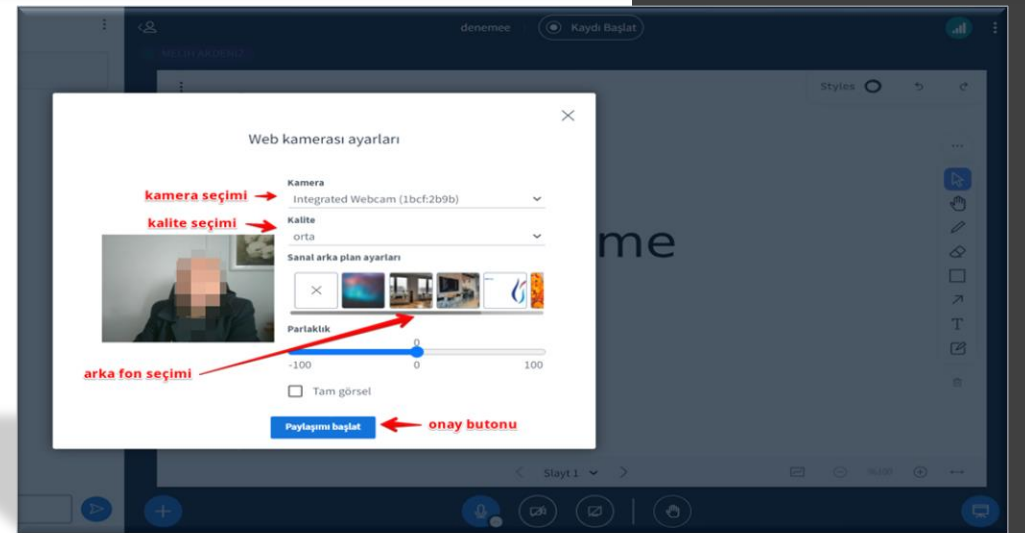 denemee
Kaydı Başlat
Styles
me
Web kamerası ayarları
kamera seçimi
Kamera
Integrated Webcam (1bcf:2b9b)
kalite seçimi
Kalite
orta
Sanal arka plan ayarları
Parlaklık
0
-100
0
100
arka fon seçimi
Tam görsel
Paylaşımı başlat
onay butonu
T
Slayt 1